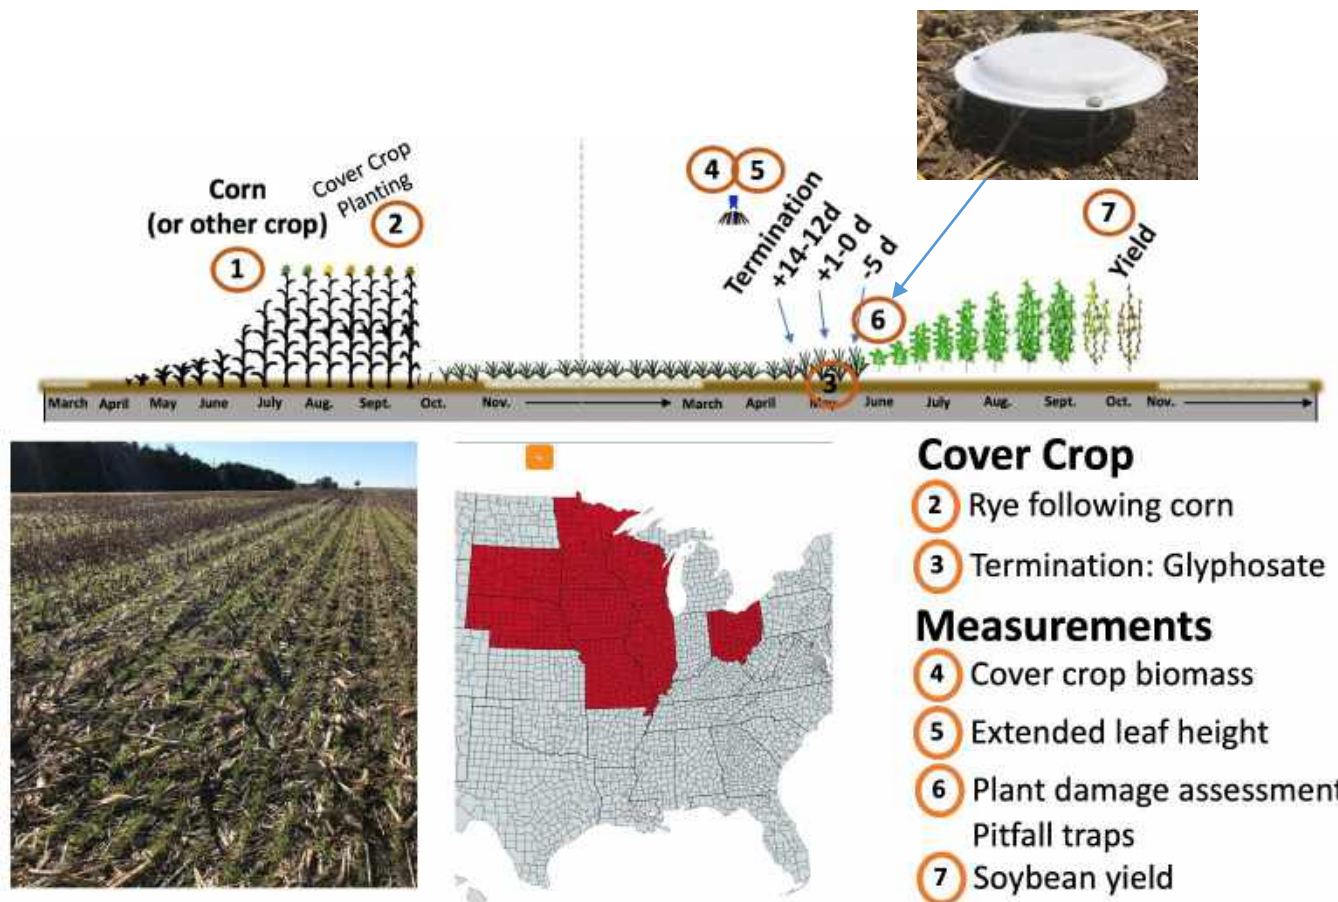 Corn
(or other crop)
1
Cover Crop
Planting
2
4 5
Termination
+14-12d
+1-0 d
-5 d
6
7
Yield
3
March April May June July Aug. Sept. Oct. Nov. March April May June July Aug. Sept. Oct. Nov.
Cover Crop
2 Rye following corn
3 Termination: Glyphosate
Measurements
4 Cover crop biomass
5 Extended leaf height
6 Plant damage assessment
Pitfall traps
7 Soybean yield